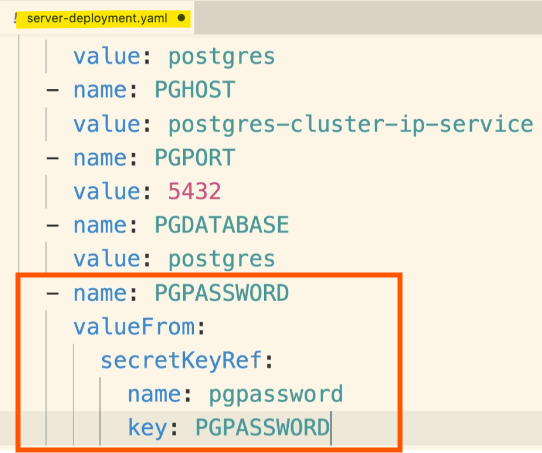 ! server-deployment.yaml ●
value: postgres
- name: PGHOST
value: postgres-cluster-ip-service
- name: PGPORT
value: 5432
- name: PGDATABASE
value: postgres
- name: PGPASSWORD
valueFrom:
secretKeyRef:
name: pgpassword
key: PGPASSWORD